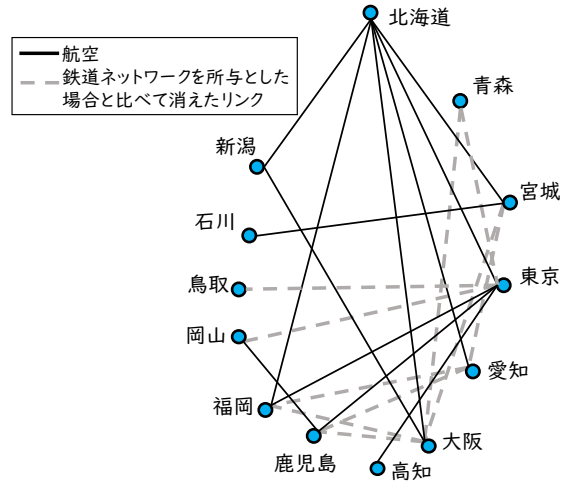 北海道
航空
鉄道ネットワークを所与とした
場合と比べて消えたリンク
青森
新潟
宮城
石川
東京
鳥取
岡山
愛知
福岡
大阪
鹿児島
高知